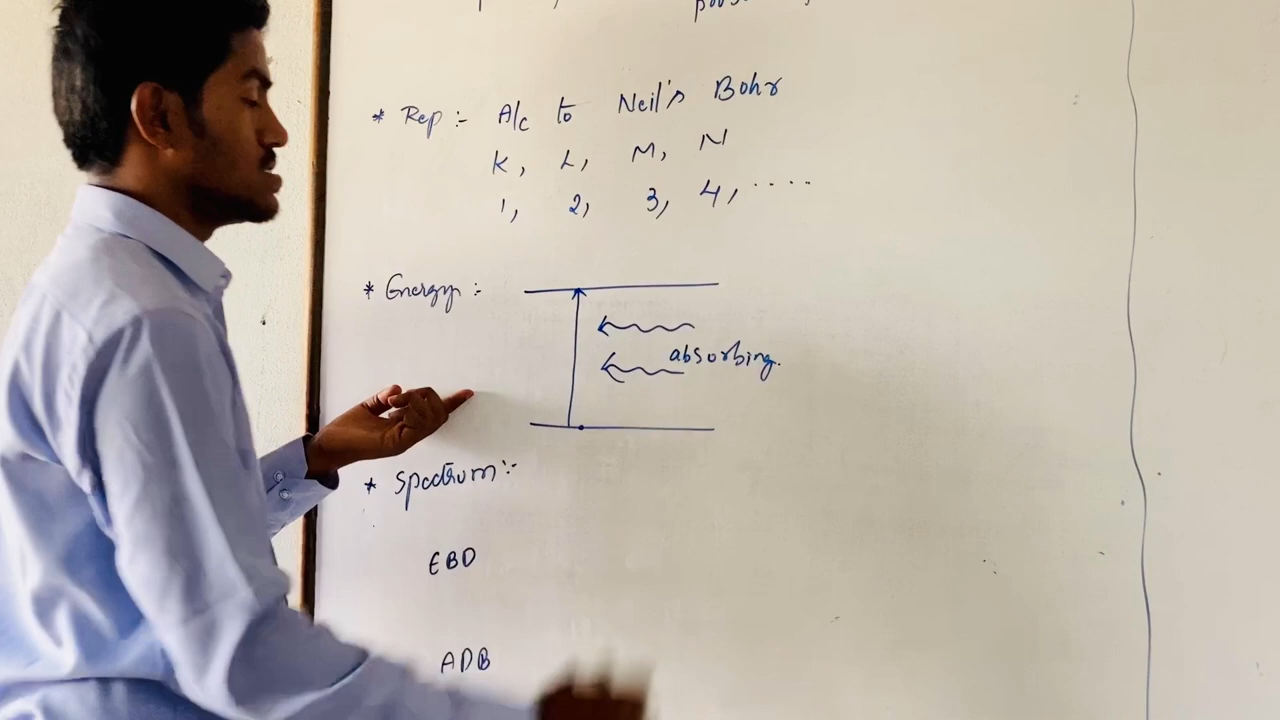 * Rep :- A/c to Neil's Bohr
K, L, M, N
1, 2, 3, 4, ....
* Energy :-
absorbing.
* Spectrum :-
EBD
ADB